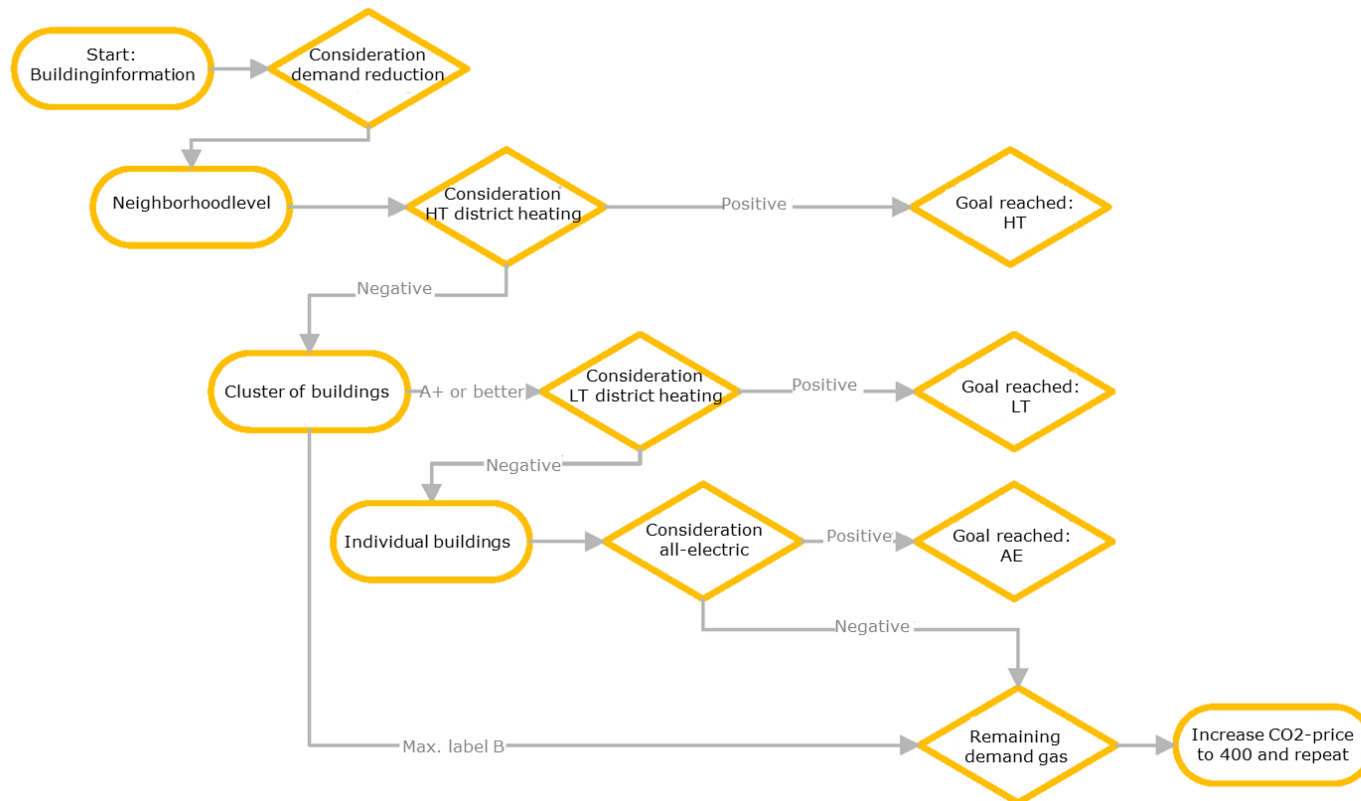 Start:
Buildinginformation
Consideration
demand reduction
Neighborhoodlevel
Consideration
HT district heating
Positive
Goal reached:
HT
Negative
Cluster of buildings
A+ or better
Consideration
LT district heating
Positive
Goal reached:
LT
Negative
Individual buildings
Consideration
all-electric
Positive
Goal reached:
AE
Negative
Max. label B
Remaining
demand gas
Increase CO2-price
to 400 and repeat